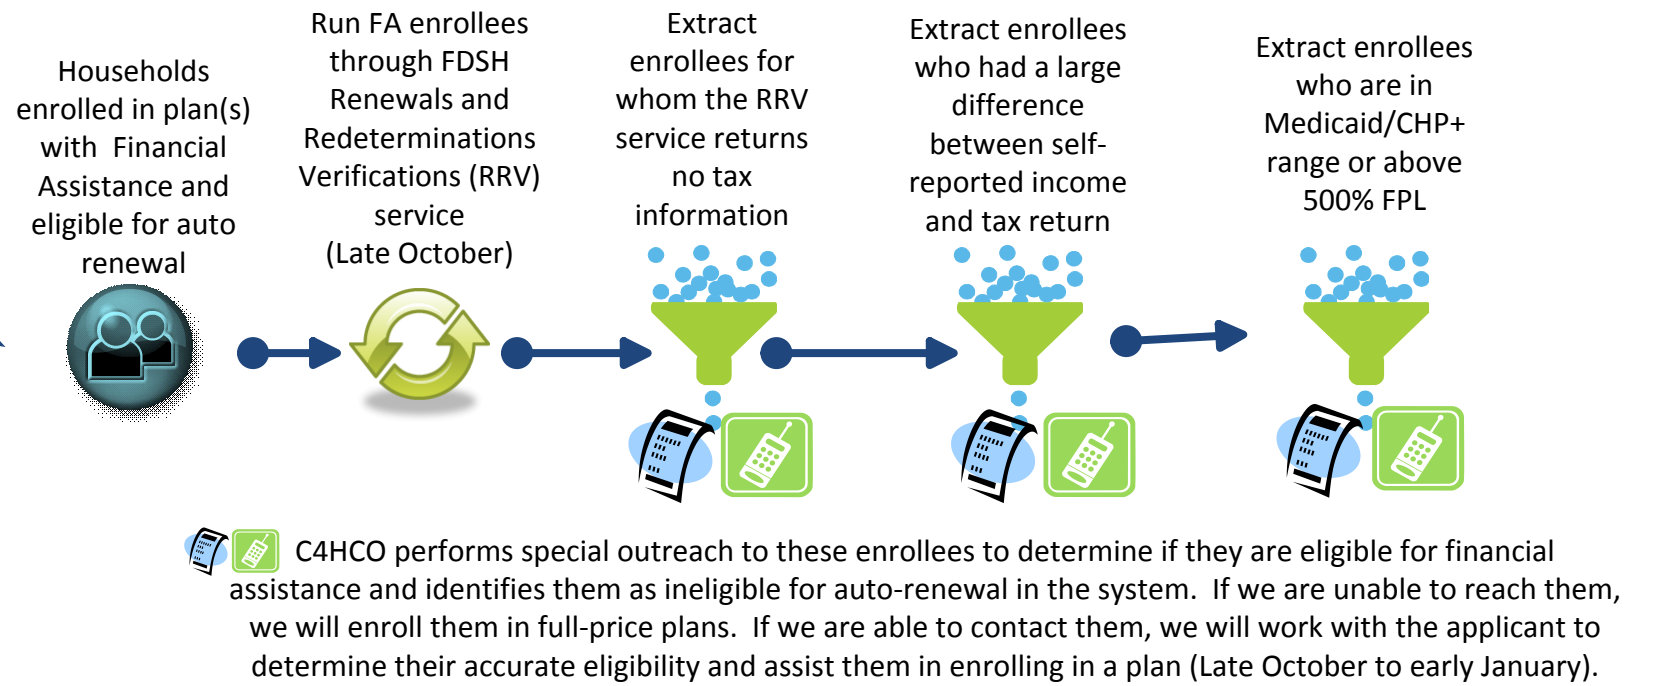 Households
enrolled in plan(s)
with  Financial
Assistance and
eligible for auto
renewal
Run FA enrollees
through FDSH
Renewals and
Redeterminations
Verifications (RRV)
service
(Late October)
Extract
enrollees for
whom the RRV
service returns
no tax
information
Extract enrollees
who had a large
difference
between self-
reported income
and tax return
Extract enrollees
who are in
Medicaid/CHP+
range or above
500% FPL
C4HCO performs special outreach to these enrollees to determine if they are eligible for financial
assistance and identifies them as ineligible for auto-renewal in the system.  If we are unable to reach them,
we will enroll them in full-price plans.  If we are able to contact them, we will work with the applicant to
determine their accurate eligibility and assist them in enrolling in a plan (Late October to early January).